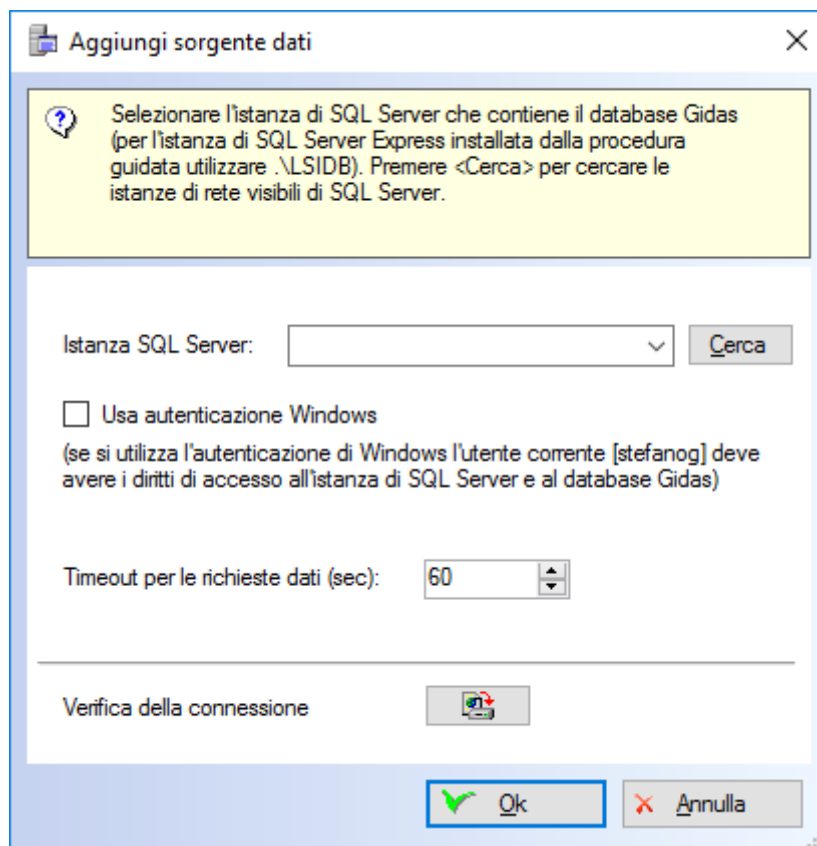 Aggiungi sorgente dati
Selezionare l'istanza di SQL Server che contiene il database Gidas
(per l'istanza di SQL Server Express installata dalla procedura
guidata utilizzare .\LSIDB). Premere <Cerca> per cercare le
istanze di rete visibili di SQL Server.
Istanza SQL Server:
Cerca
Usa autenticazione Windows
(se si utilizza l'autenticazione di Windows l'utente corrente [stefanog] deve
avere i diritti di accesso all'istanza di SQL Server e al database Gidas)
Timeout per le richieste dati (sec): 60
Verifica della connessione
Ok Annulla